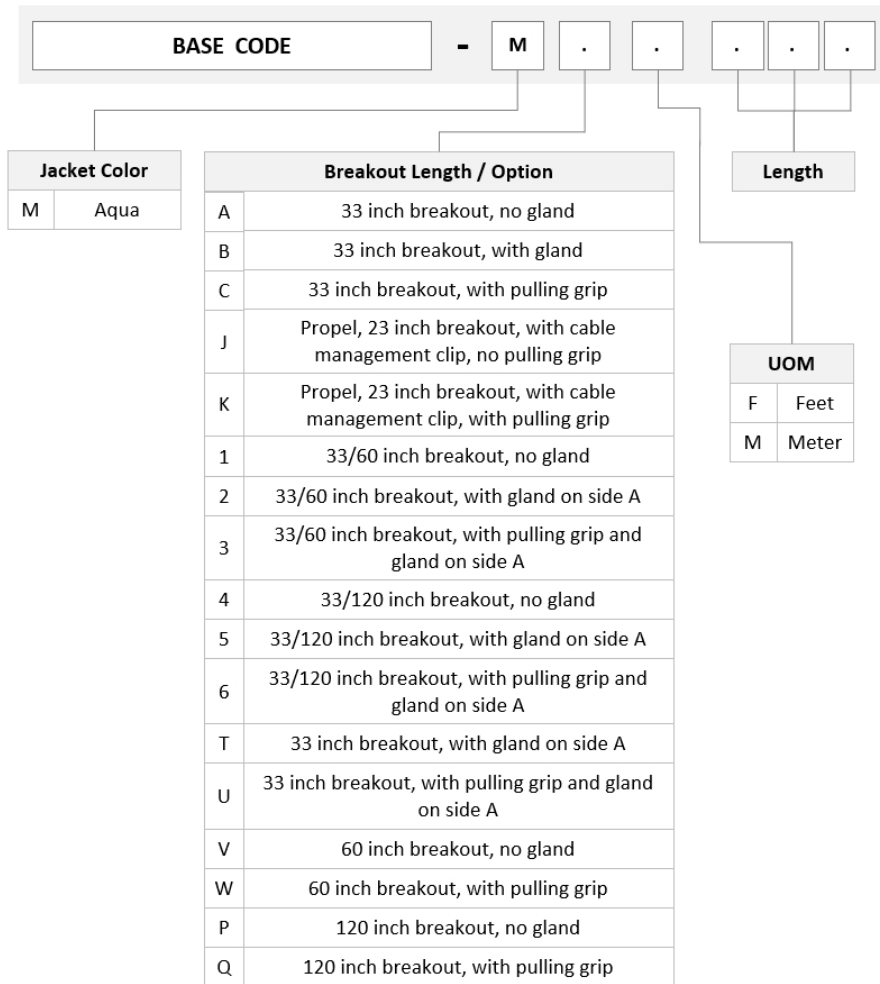 BASE CODE - M . . . . .
Jacket Color
M Aqua
Breakout Length / Option
A 33 inch breakout, no gland
B 33 inch breakout, with gland
C 33 inch breakout, with pulling grip
J Propel, 23 inch breakout, with cable
management clip, no pulling grip
K Propel, 23 inch breakout, with cable
management clip, with pulling grip
1 33/60 inch breakout, no gland
2 33/60 inch breakout, with gland on side A
3 33/60 inch breakout, with pulling grip and
gland on side A
4 33/120 inch breakout, no gland
5 33/120 inch breakout, with gland on side A
6 33/120 inch breakout, with pulling grip and
gland on side A
T 33 inch breakout, with gland on side A
U 33 inch breakout, with pulling grip and gland
on side A
V 60 inch breakout, no gland
W 60 inch breakout, with pulling grip
P 120 inch breakout, no gland
Q 120 inch breakout, with pulling grip
Length
UOM
F Feet
M Meter